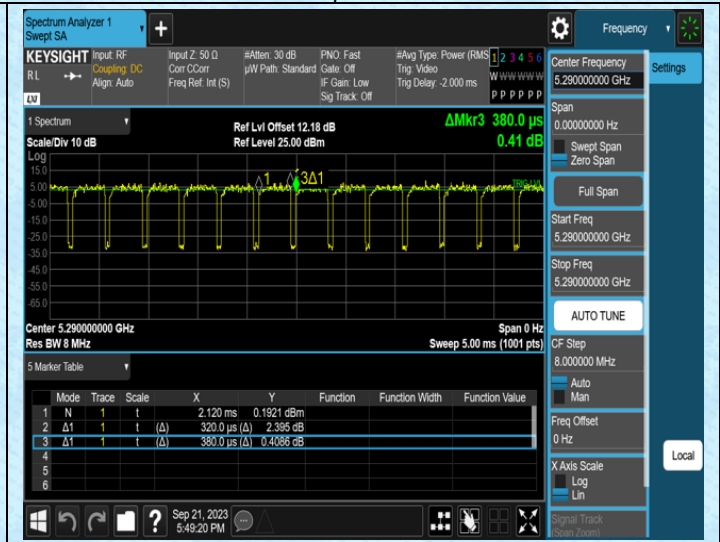 Spectrum Analyzer 1
Swept SA
+
Frequency
KEYSIGHT
RL
LXI
Input: RF
Coupling: DC
Align: Auto
Input Z: 50 Ω
Corr CCorr
Freq Ref: Int (S)
#Atten: 30 dB
µW Path: Standard
PNO: Fast
Gate: Off
IF Gain: Low
Sig Track: Off
#Avg Type: Power (RMS
Trig: Video
Trig Delay: -2.000 ms
1 2 3 4 5 6
W W W W W W
P P P P P P
1 Spectrum
Scale/Div 10 dB
Log
Ref Lvl Offset 12.18 dB
Ref Level 25.00 dBm
ΔMkr3 380.0 µs
0.41 dB
15.0
5.00
-5.00
-15.0
-25.0
-35.0
-45.0
-55.0
-65.0
1
3Δ1
TRIG LVL
Center 5.290000000 GHz
Res BW 8 MHz
Span 0 Hz
Sweep 5.00 ms (1001 pts)
5 Marker Table
Mode Trace Scale X Y Function Function Width Function Value
1 N 1 t 2.120 ms 0.1921 dBm
2 Δ1 1 t (Δ) 320.0 µs (Δ) 2.395 dB
3 Δ1 1 t (Δ) 380.0 µs (Δ) 0.4086 dB
4
5
6
Center Frequency
5.290000000 GHz
Span
0.00000000 Hz
Swept Span
Zero Span
Full Span
Start Freq
5.290000000 GHz
Stop Freq
5.290000000 GHz
AUTO TUNE
CF Step
8.000000 MHz
Auto
Man
Freq Offset
0 Hz
X Axis Scale
Log
Lin
Signal Track
(Span Zoom)
Settings
Local
?
Sep 21, 2023
5:49:20 PM